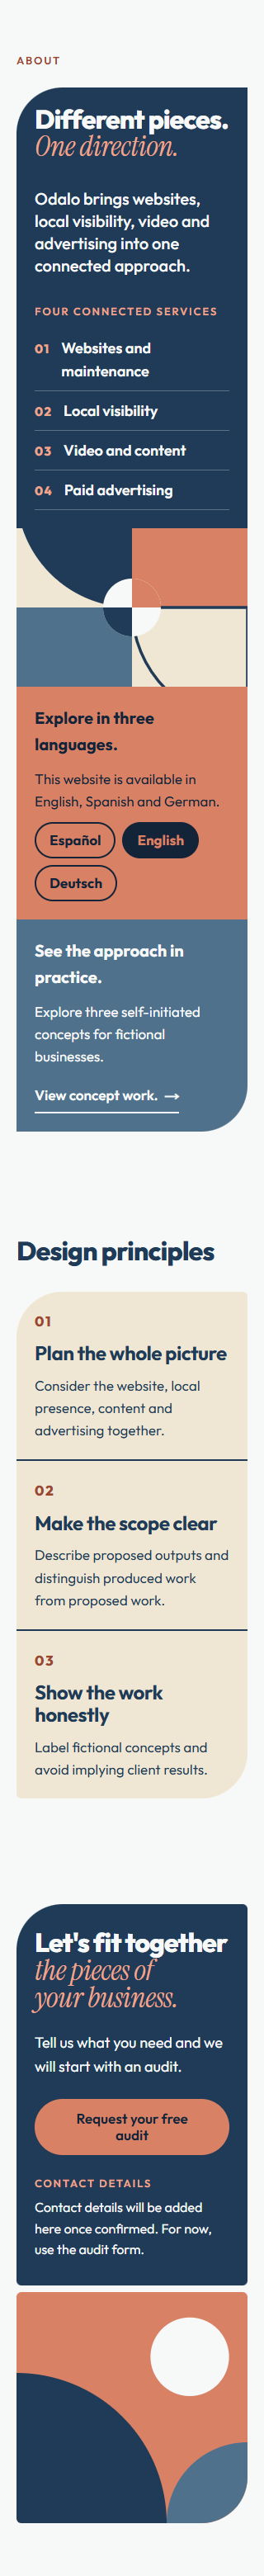 ABOUT
Different pieces.
One direction.
Odalo brings websites,
local visibility, video and
advertising into one
connected approach.
FOUR CONNECTED SERVICES
01 Websites and
maintenance
02 Local visibility
03 Video and content
04 Paid advertising
Explore in three
languages.
This website is available in
English, Spanish and German.
Español English
Deutsch
See the approach in
practice.
Explore three self-initiated
concepts for fictional
businesses.
View concept work. →
Design principles
01
Plan the whole picture
Consider the website, local
presence, content and
advertising together.
02
Make the scope clear
Describe proposed outputs and
distinguish produced work
from proposed work.
03
Show the work
honestly
Label fictional concepts and
avoid implying client results.
Let's fit together
the pieces of
your business.
Tell us what you need and we
will start with an audit.
Request your free
audit
CONTACT DETAILS
Contact details will be added
here once confirmed. For now,
use the audit form.